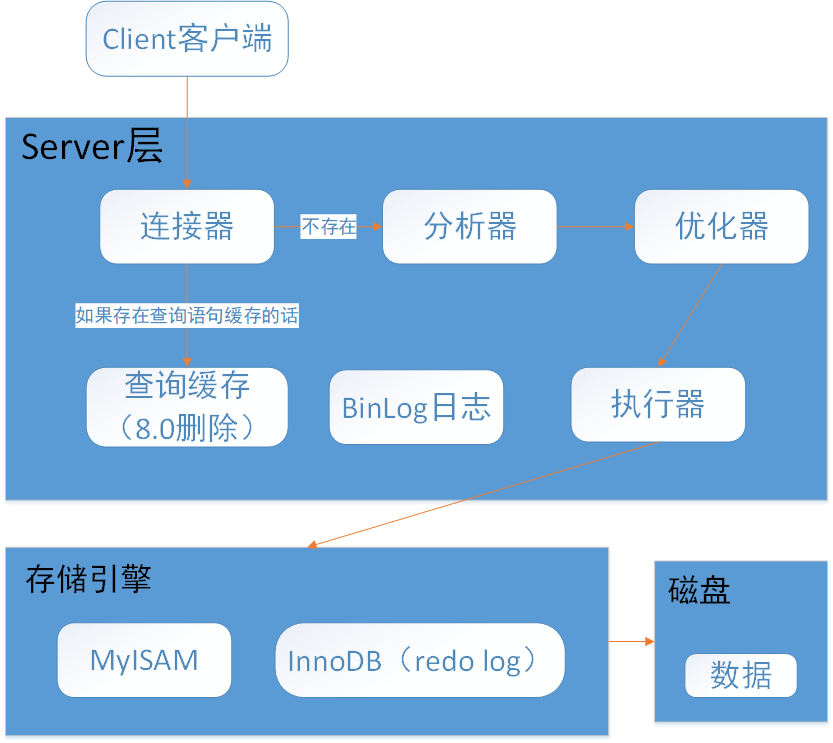 Client客户端
Server层
连接器
不存在
分析器
优化器
如果存在查询语句缓存的话
查询缓存
（8.0删除）
BinLog日志
执行器
存储引擎
MyISAM
InnoDB（redo log）
磁盘
数据